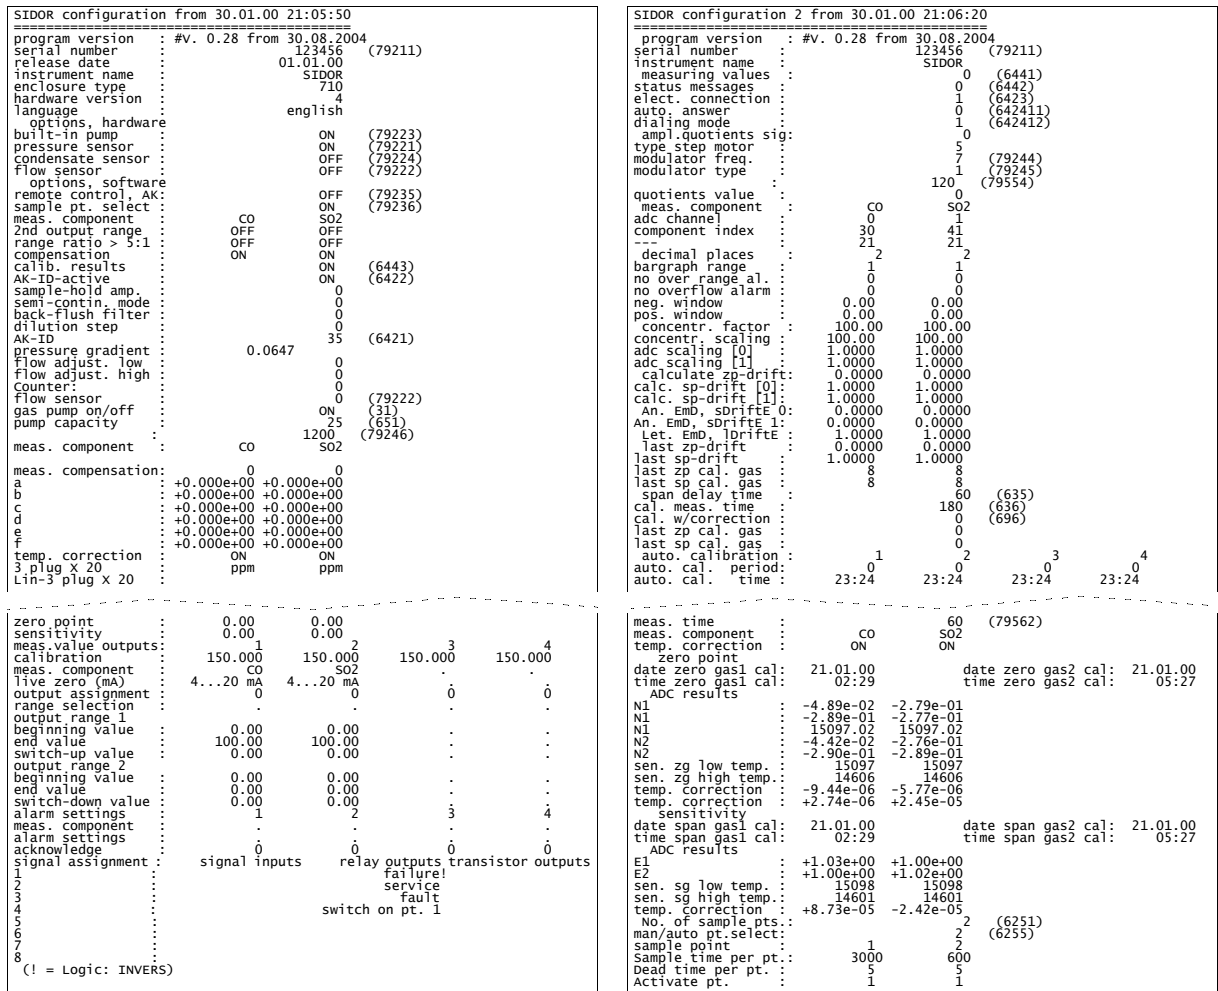 SIDOR configuration from 30.01.00 21:05:50
==========================================
program version : #V. 0.28 from 30.08.2004
serial number : 123456 (79211)
release date : 01.01.00
instrument name : SIDOR
enclosure type : 710
hardware version : 4
language : english
options, hardware
built-in pump : ON (79223)
pressure sensor : ON (79221)
condensate sensor : OFF (79224)
flow sensor : OFF (79222)
options, software
remote control, AK: OFF (79235)
sample pt. select : ON (79236)
meas. component : CO SO2
2nd output range : OFF OFF
range ratio > 5:1 : OFF OFF
compensation : ON ON
calib. results : ON (6443)
AK-ID-active : ON (6422)
sample-hold amp. : 0
semi-contin. mode : 0
back-flush filter : 0
dilution step : 0
AK-ID : 35 (6421)
pressure gradient : 0.0647
flow adjust. low : 0
flow adjust. high : 0
Counter: : 0
flow sensor : 0 (79222)
gas pump on/off : ON (31)
pump capacity : 25 (651)
: 1200 (79246)
meas. component : CO SO2
meas. compensation: 0 0
a : +0.000e+00 +0.000e+00
b : +0.000e+00 +0.000e+00
c : +0.000e+00 +0.000e+00
d : +0.000e+00 +0.000e+00
e : +0.000e+00 +0.000e+00
f : +0.000e+00 +0.000e+00
temp. correction : ON ON
3 plug X 20 : ppm ppm
Lin-3 plug X 20 :
zero point : 0.00 0.00
sensitivity : 0.00 0.00
meas.value outputs: 1 2 3 4
calibration : 150.000 150.000 150.000 150.000
meas. component : CO SO2 . .
live zero (mA) : 4...20 mA 4...20 mA . .
output assignment : 0 0 0 0
range selection : . . . .
output range 1
beginning value : 0.00 0.00 . .
end value : 100.00 100.00 . .
switch-up value : 0.00 0.00 . .
output range 2
beginning value : 0.00 0.00 . .
end value : 0.00 0.00 . .
switch-down value : 0.00 0.00 . .
alarm settings : 1 2 3 4
meas. component : . . . .
alarm settings : . . . .
acknowledge : 0 0 0 0
signal assignment : signal inputs relay outputs transistor outputs
1 : failure!
2 : service
3 : fault
4 : switch on pt. 1
5 :
6 :
7 :
8 :
(! = Logic: INVERS)
SIDOR configuration 2 from 30.01.00 21:06:20
============================================
program version : #V. 0.28 from 30.08.2004
serial number : 123456 (79211)
instrument name : SIDOR
measuring values : 0 (6441)
status messages : 0 (6442)
elect. connection : 1 (6423)
auto. answer : 0 (642411)
dialing mode : 1 (642412)
ampl.quotients sig: 0
type step motor : 5
modulator freq. : 7 (79244)
modulator type : 1 (79245)
: 120 (79554)
quotients value : 0
meas. component : CO SO2
adc channel : 0 1
component index : 30 41
--- : 21 21
decimal places : 2 2
bargraph range : 1 1
no over range al. : 0 0
no overflow alarm : 0 0
neg. window : 0.00 0.00
pos. window : 0.00 0.00
concentr. factor : 100.00 100.00
concentr. scaling : 100.00 100.00
adc scaling [0] : 1.0000 1.0000
adc scaling [1] : 1.0000 1.0000
calculate zp-drift: 0.0000 0.0000
calc. sp-drift [0]: 1.0000 1.0000
calc. sp-drift [1]: 1.0000 1.0000
An. EmD, sDriftE 0: 0.0000 0.0000
An. EmD, sDriftE 1: 0.0000 0.0000
Let. EmD, lDriftE : 1.0000 1.0000
last zp-drift : 0.0000 0.0000
last sp-drift : 1.0000 1.0000
last zp cal. gas : 8 8
last sp cal. gas : 8 8
span delay time : 60 (635)
cal. meas. time : 180 (636)
cal. w/correction : 0 (696)
last zp cal. gas : 0
last sp cal. gas : 0
auto. calibration : 1 2 3 4
auto. cal. period: 0 0 0 0
auto. cal. time : 23:24 23:24 23:24 23:24
meas. time : 60 (79562)
meas. component : CO SO2
temp. correction : ON ON
zero point
date zero gas1 cal: 21.01.00 date zero gas2 cal: 21.01.00
time zero gas1 cal: 02:29 time zero gas2 cal: 05:27
ADC results
N1 : -4.89e-02 -2.79e-01
N1 : -2.89e-01 -2.77e-01
N1 : 15097.02 15097.02
N2 : -4.42e-02 -2.76e-01
N2 : -2.90e-01 -2.89e-01
sen. zg low temp. : 15097 15097
sen. zg high temp.: 14606 14606
temp. correction : -9.44e-06 -5.77e-06
temp. correction : +2.74e-06 +2.45e-05
sensitivity
date span gas1 cal: 21.01.00 date span gas2 cal: 21.01.00
time span gas1 cal: 02:29 time span gas2 cal: 05:27
ADC results
E1 : +1.03e+00 +1.00e+00
E2 : +1.00e+00 +1.02e+00
sen. sg low temp. : 15098 15098
sen. sg high temp.: 14601 14601
temp. correction : +8.73e-05 -2.42e-05
No. of sample pts.: 2 (6251)
man/auto pt.select: 2 (6255)
Sample point : 1 2
Sample time per pt.: 3000 600
Dead time per pt. : 5 5
Activate pt. : 1 1